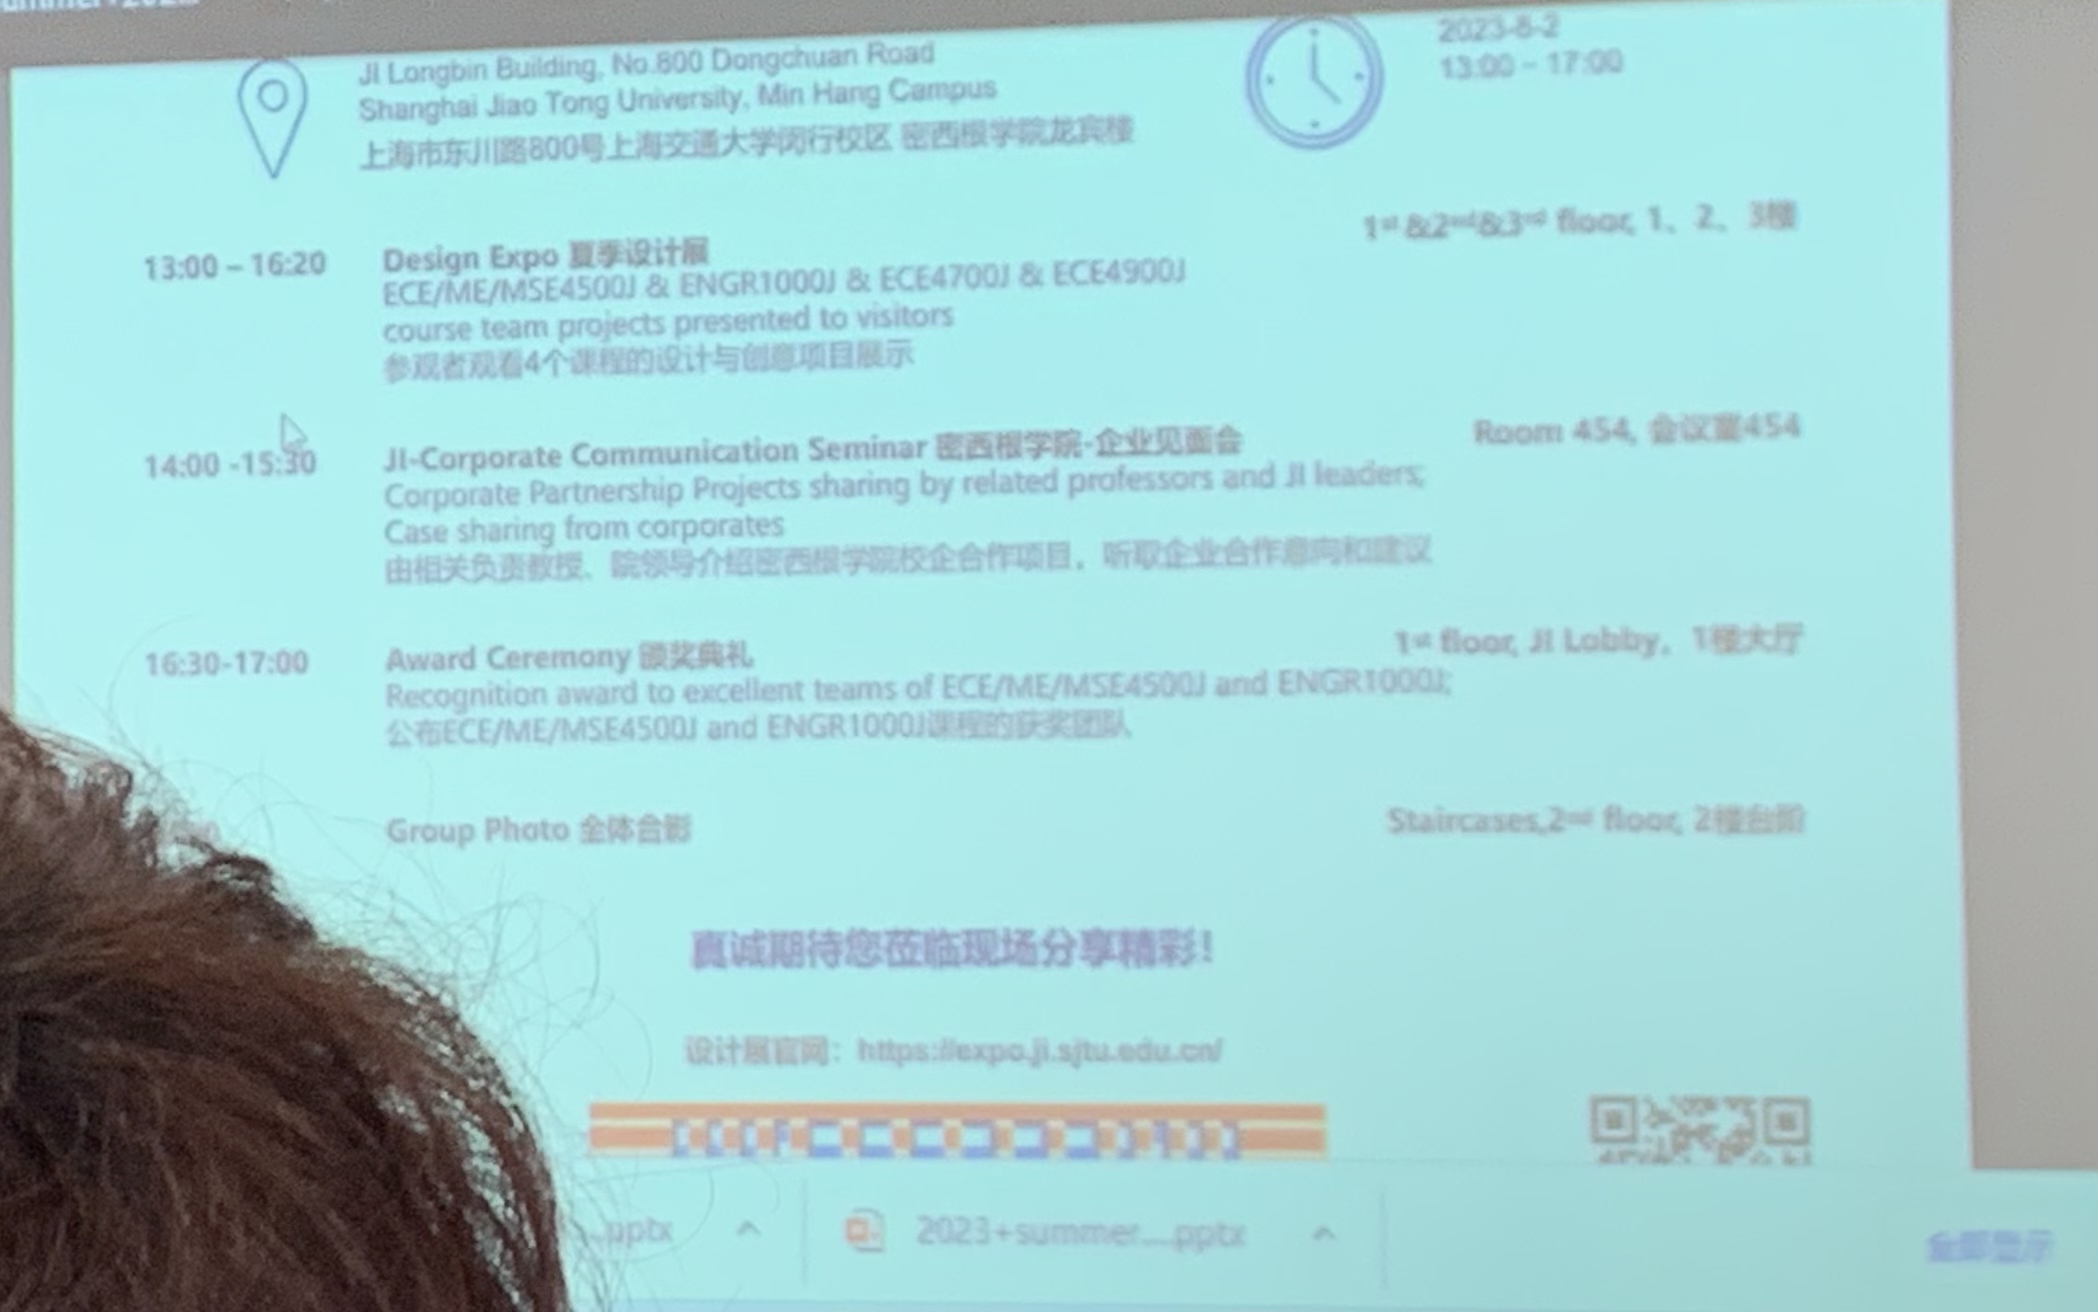 JI Longbin Building, No.800 Dongchuan Road
Shanghai Jiao Tong University, Min Hang Campus
上海市东川路800号上海交通大学闵行校区 密西根学院龙宾楼
2023-8-2
13:00 – 17:00
13:00 – 16:20
Design Expo 夏季设计展
1st &2nd&3rd floor, 1、2、3楼
ECE/ME/MSE4500J & ENGR1000J & ECE4700J & ECE4900J
course team projects presented to visitors
参观者观看4个课程的设计与创意项目展示
14:00 -15:30
JI-Corporate Communication Seminar 密西根学院-企业见面会
Room 454, 会议室454
Corporate Partnership Projects sharing by related professors and JI leaders;
Case sharing from corporates
由相关负责教授、院领导介绍密西根学院校企合作项目，听取企业合作意向和建议
16:30-17:00
Award Ceremony 颁奖典礼
1st floor, JI Lobby，1楼大厅
Recognition award to excellent teams of ECE/ME/MSE4500J and ENGR1000J;
公布ECE/ME/MSE4500J and ENGR1000J课程的获奖团队
Group Photo 全体合影
Staircases,2nd floor, 2楼台阶
真诚期待您莅临现场分享精彩！
设计展官网：https://expo.ji.sjtu.edu.cn/
...pptx
2023+summer....pptx
全部显示